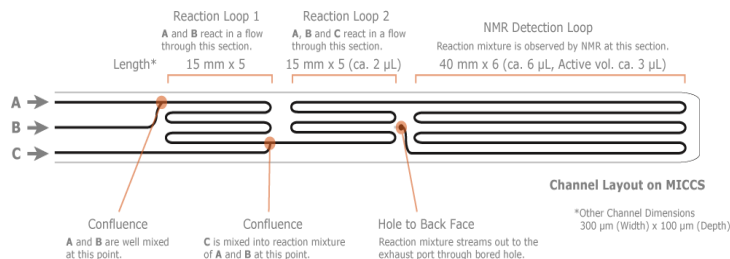 Reaction Loop 1
A and B react in a flow
through this section.
Reaction Loop 2
A, B and C react in a flow
through this section.
NMR Detection Loop
Reaction mixture is observed by NMR at this section.
Length*
15 mm x 5
15 mm x 5 (ca. 2 µL)
40 mm x 6 (ca. 6 µL, Active vol. ca. 3 µL)
A
B
C
Channel Layout on MICCS
*Other Channel Dimensions
300 µm (Width) x 100 µm (Depth)
Confluence
A and B are well mixed
at this point.
Confluence
C is mixed into reaction mixture
of A and B at this point.
Hole to Back Face
Reaction mixture streams out to the
exhaust port through bored hole.